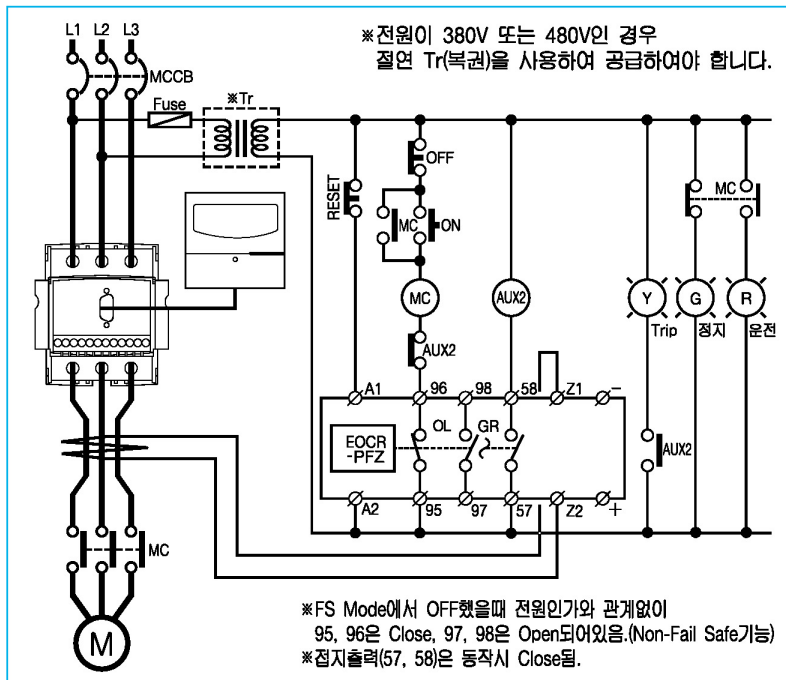 L1 L2 L3
※전원이 380V 또는 480V인 경우
절연 Tr(복권)을 사용하여 공급하여야 합니다.
MCCB
Fuse
※Tr
OFF
RESET
MC
ON
MC
MC
AUX2
Y
G
R
Trip
정지
운전
AUX2
A1
96
98
58
Z1
-
EOCR
-PFZ
OL
GR
AUX2
A2
95
97
57
Z2
+
MC
M
※FS Mode에서 OFF했을때 전원인가와 관계없이
95, 96은 Close, 97, 98은 Open되어있음.(Non-Fail Safe기능)
※접지출력(57, 58)은 동작시 Close됨.